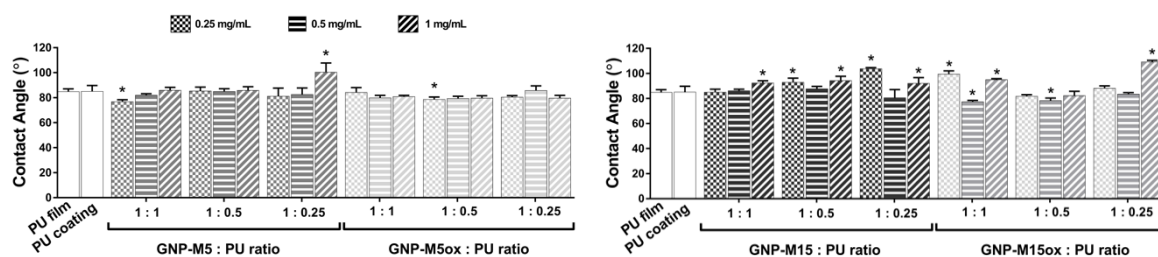 0.25 mg/mL 0.5 mg/mL 1 mg/mL
Contact Angle (°)
120
100
80
60
40
20
0
* * * *
PU film
PU coating
1 : 1 1 : 0.5 1 : 0.25 1 : 1 1 : 0.5 1 : 0.25
GNP-M5 : PU ratio GNP-M5ox : PU ratio
Contact Angle (°)
120
100
80
60
40
20
0
* * * * * * * * * *
PU film
PU coating
1 : 1 1 : 0.5 1 : 0.25 1 : 1 1 : 0.5 1 : 0.25
GNP-M15 : PU ratio GNP-M15ox : PU ratio